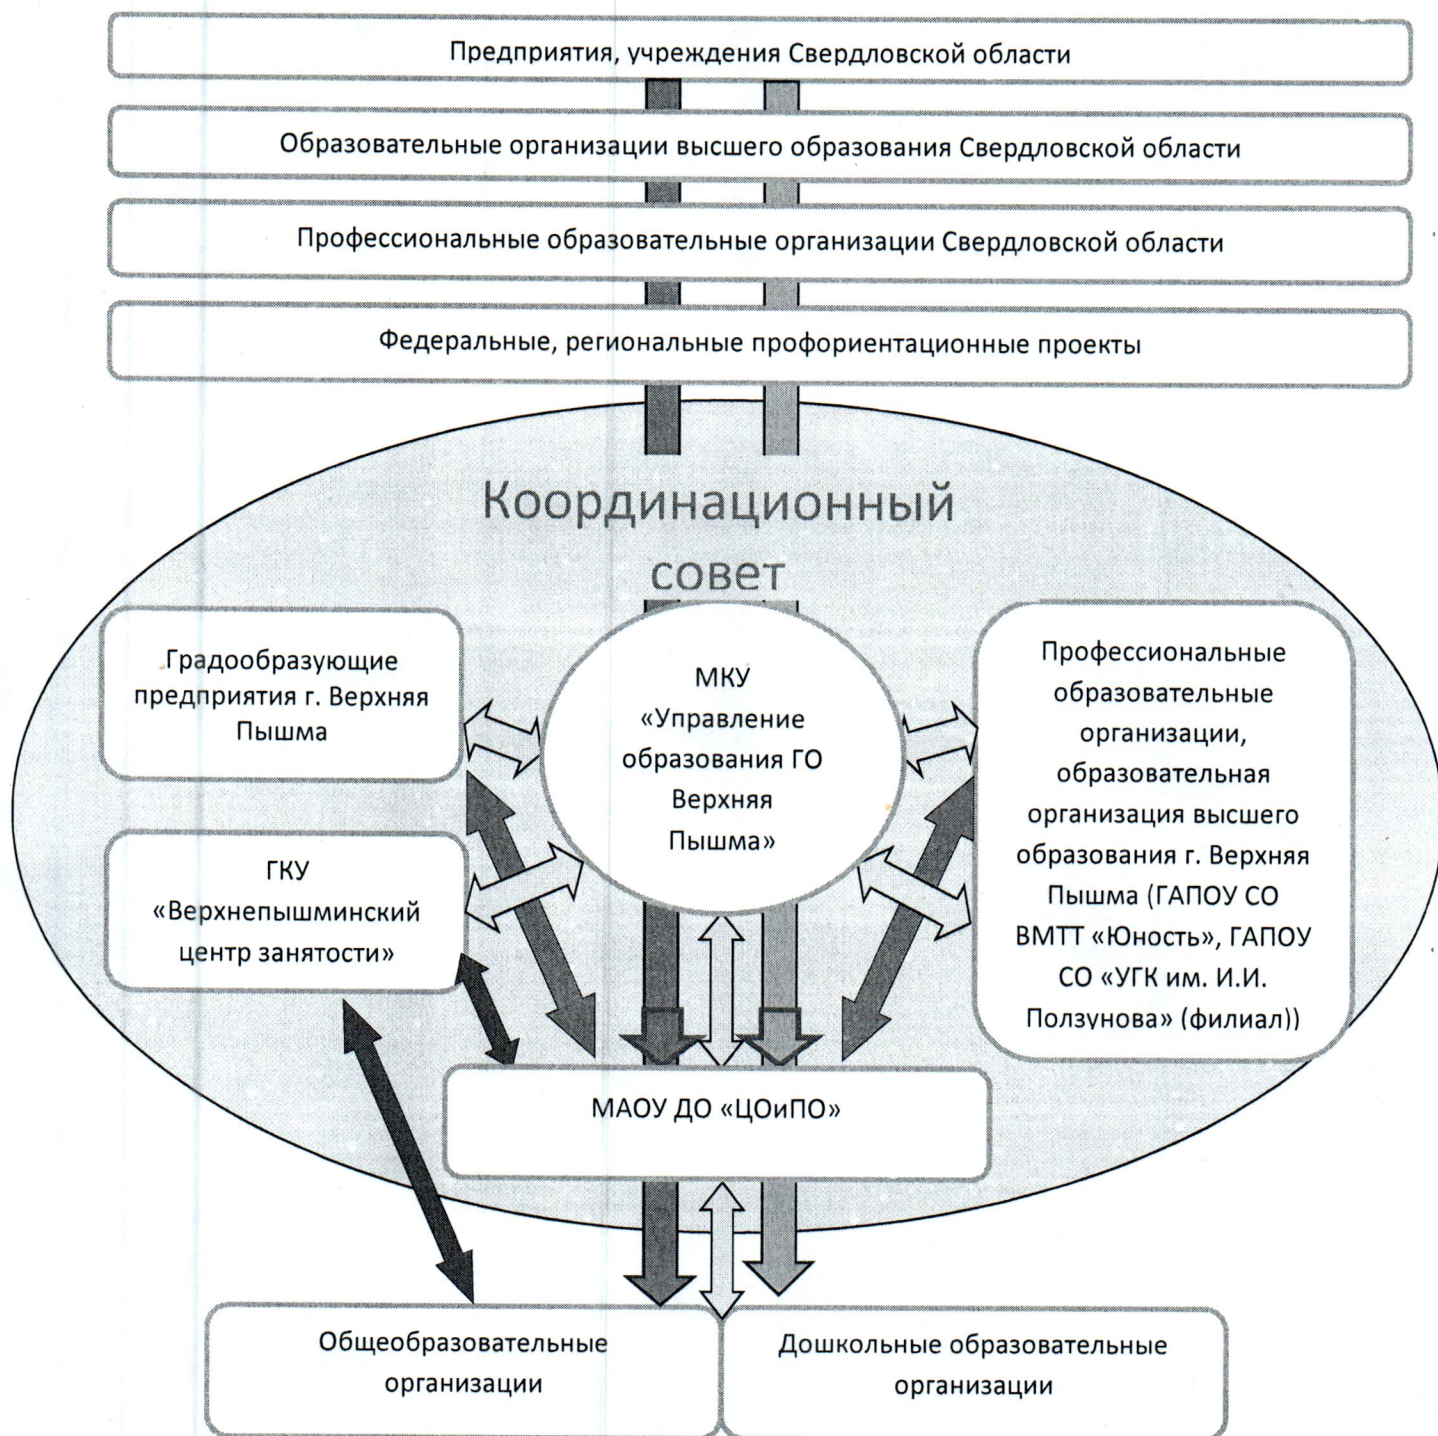 Предприятия, учреждения Свердловской области
Образовательные организации высшего образования Свердловской области
Профессиональные образовательные организации Свердловской области
Федеральные, региональные профориентационные проекты
Координационный
совет
Градообразующие
предприятия г. Верхняя
Пышма
МКУ
«Управление
образования ГО
Верхняя
Пышма»
Профессиональные
образовательные
организации,
образовательная
организация высшего
образования г. Верхняя
Пышма (ГАПОУ СО
ВМТТ «Юность», ГАПОУ
СО «УГК им. И.И.
Ползунова» (филиал))
ГКУ
«Верхнепышминский
центр занятости»
МАОУ ДО «ЦОиПО»
Общеобразовательные
организации
Дошкольные образовательные
организации